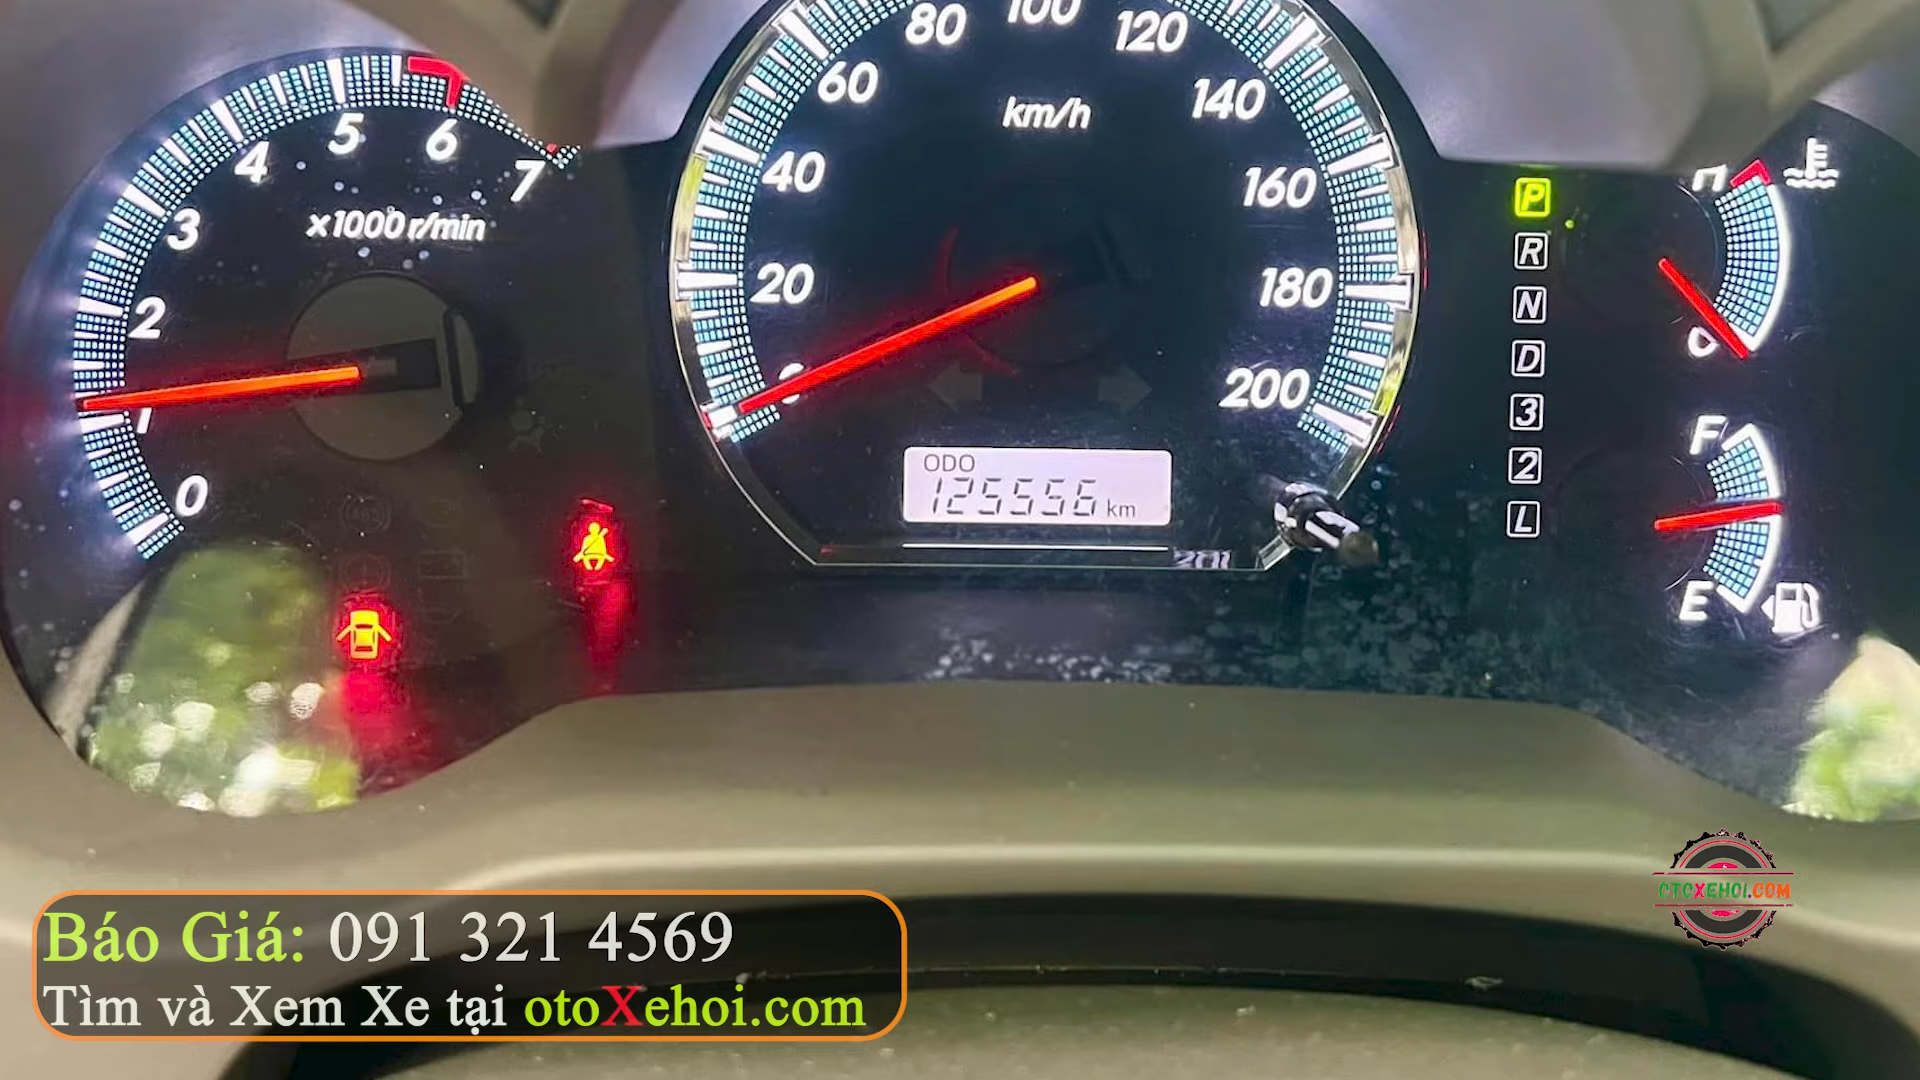 80
100
120
60
140
km/h
5
6
4
40
7
160
P
3
x1000 r/min
R
2
20
180
N
D
1
200
3
F
ODO
125556 km
2
0
L
E
Báo Giá: 091 321 4569
Tìm và Xem Xe tại otoXehoi.com
OTOXEHOI.COM